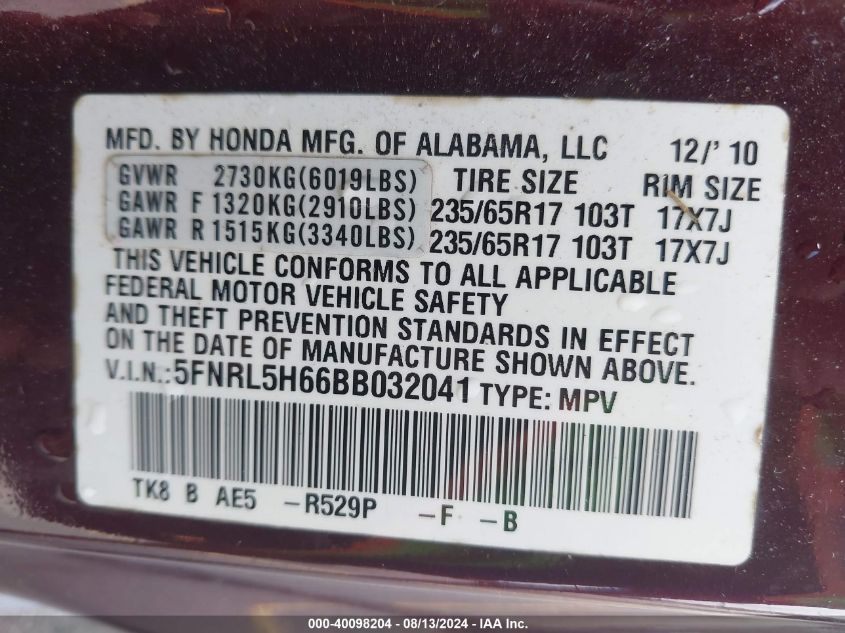 MFD. BY HONDA MFG. OF ALABAMA, LLC 12/' 10
GVWR 2730KG(6019LBS) TIRE SIZE RIM SIZE
GAWR F 1320KG(2910LBS) 235/65R17 103T 17X7J
GAWR R 1515KG(3340LBS) 235/65R17 103T 17X7J
THIS VEHICLE CONFORMS TO ALL APPLICABLE
FEDERAL MOTOR VEHICLE SAFETY
AND THEFT PREVENTION STANDARDS IN EFFECT
ON THE DATE OF MANUFACTURE SHOWN ABOVE.
V.I.N.:5FNRL5H66BB032041 TYPE: MPV
TK8 B AE5 -R529P -F -B
000-40098204 - 08/13/2024 - IAA Inc.